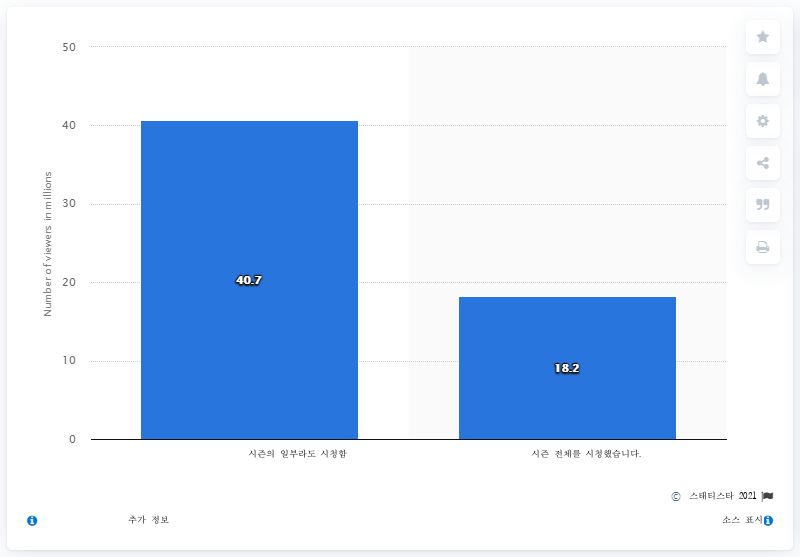 50
40
30
20
10
0
Number of viewers in millions
40.7
18.2
시즌의 일부라도 시청함
시즌 전체를 시청했습니다.
© 스태티스타 2021
추가 정보
소스 표시